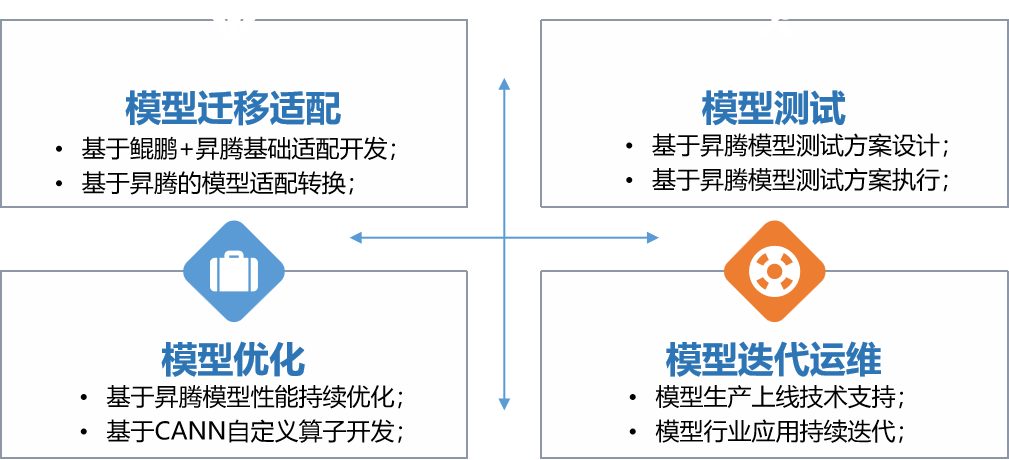 模型迁移适配
• 基于鲲鹏+昇腾基础适配开发；
• 基于昇腾的模型适配转换；
模型测试
• 基于昇腾模型测试方案设计；
• 基于昇腾模型测试方案执行；
模型优化
• 基于昇腾模型性能持续优化；
• 基于CANN自定义算子开发；
模型迭代运维
• 模型生产上线技术支持；
• 模型行业应用持续迭代；